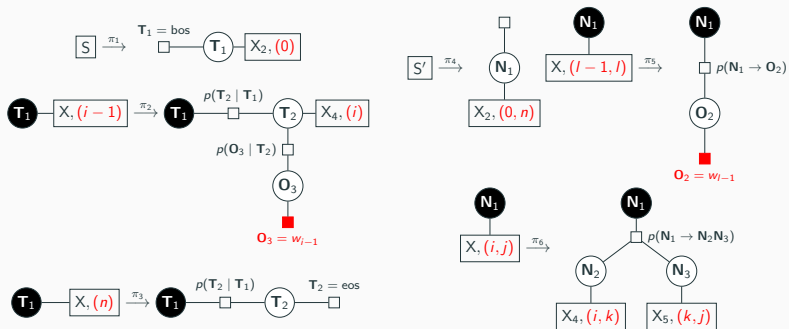 T₁ = bos
S →π₁ T₁ X₂, (0)
T₁ X, (i − 1) →π₂ T₁ p(T₂ | T₁) T₂ X₄, (i)
p(O₃ | T₂)
O₃
O₃ = wᵢ₋₁
T₁ X, (n) →π₃ T₁ p(T₂ | T₁) T₂ T₂ = eos
S′ →π₄ N₁
X₂, (0, n)
N₁
X, (l − 1, l) →π₅ N₁
p(N₁ → O₂)
O₂
O₂ = wₗ₋₁
N₁
X, (i, j) →π₆ N₁
p(N₁ → N₂N₃)
N₂ N₃
X₄, (i, k) X₅, (k, j)